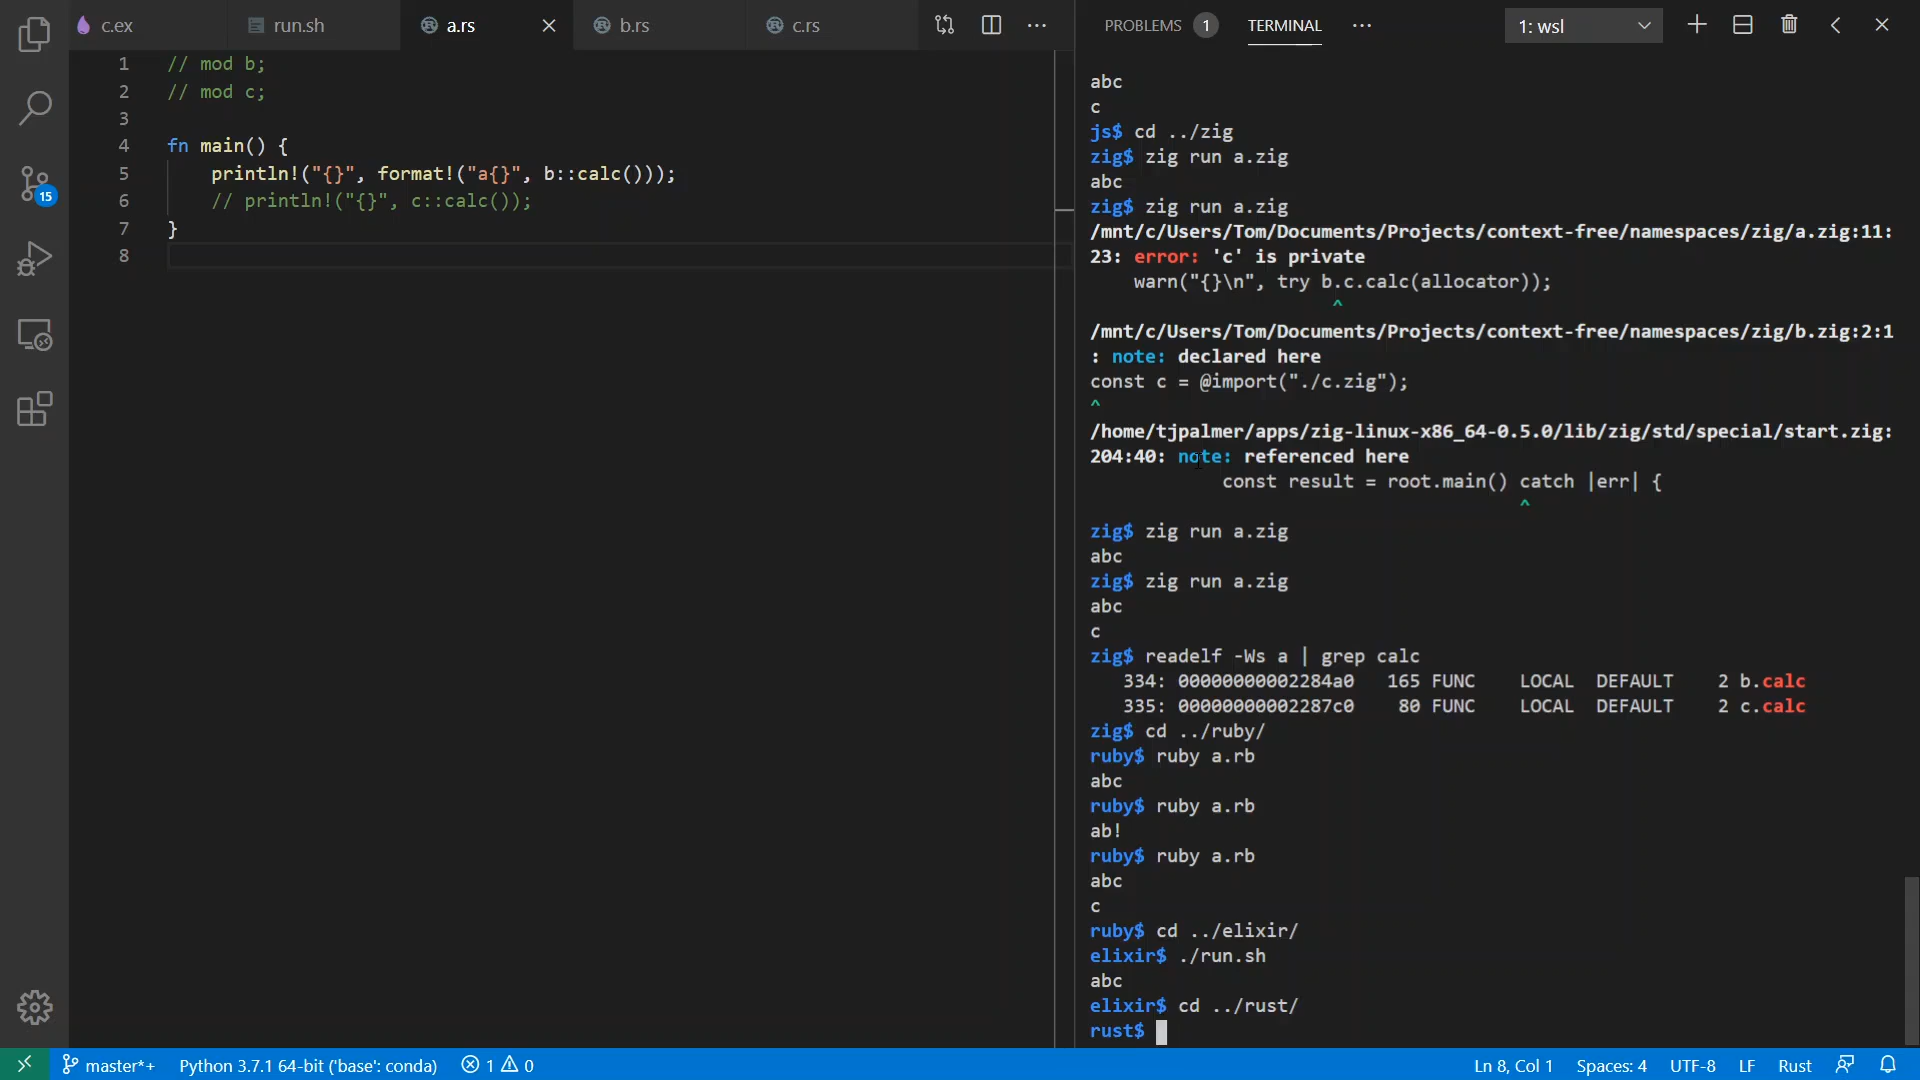 c.ex run.sh a.rs b.rs c.rs
1 // mod b;
2 // mod c;
3
4 fn main() {
5 println!("{}", format!("a{}", b::calc()));
6 // println!("{}", c::calc());
7 }
8
PROBLEMS 1 TERMINAL 1: wsl
abc
c
js$ cd ../zig
zig$ zig run a.zig
abc
zig$ zig run a.zig
/mnt/c/Users/Tom/Documents/Projects/context-free/namespaces/zig/a.zig:11:
23: error: 'c' is private
warn("{}\n", try b.c.calc(allocator));
^
/mnt/c/Users/Tom/Documents/Projects/context-free/namespaces/zig/b.zig:2:1
: note: declared here
const c = @import("./c.zig");
^
/home/tjpalmer/apps/zig-linux-x86_64-0.5.0/lib/zig/std/special/start.zig:
204:40: note: referenced here
const result = root.main() catch |err| {
^
zig$ zig run a.zig
abc
zig$ zig run a.zig
abc
c
zig$ readelf -Ws a | grep calc
334: 00000000002284a0 165 FUNC LOCAL DEFAULT 2 b.calc
335: 00000000002287c0 80 FUNC LOCAL DEFAULT 2 c.calc
zig$ cd ../ruby/
ruby$ ruby a.rb
abc
ruby$ ruby a.rb
ab!
ruby$ ruby a.rb
abc
c
ruby$ cd ../elixir/
elixir$ ./run.sh
abc
elixir$ cd ../rust/
rust$
15
master*+ Python 3.7.1 64-bit ('base': conda) 1 0 Ln 8, Col 1 Spaces: 4 UTF-8 LF Rust